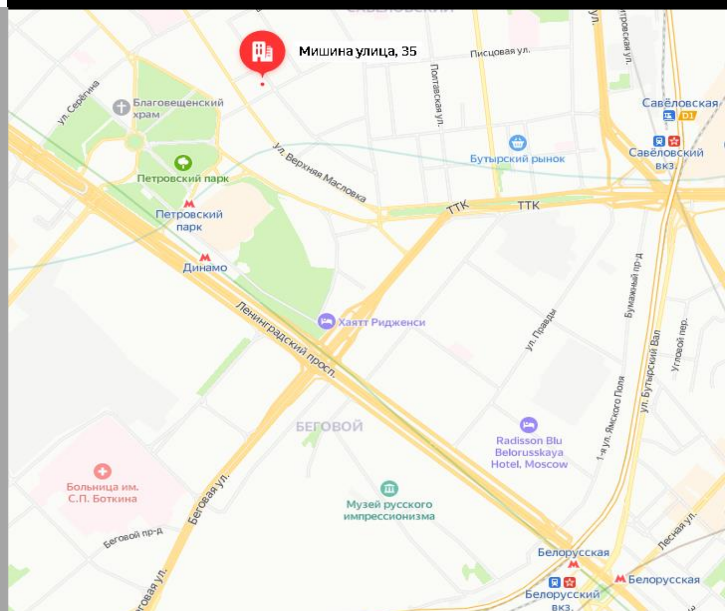 САВЁЛОВСКИЙ
Мишина улица, 35
Писцовая ул.
ул.
Полтавская ул.
ул. Серёгина
Благовещенский
храм
Савёловская
D1
Бутырский рынок
Савёловский
вкз.
ул. Верхняя Масловка
Петровский парк
Петровский
парк
ТТК
ТТК
Динамо
Бумажный пр-д
Ленинградский просп.
Хаятт Ридженси
ул. Правды
ул. Бутырский Вал
Угловой пер.
1-я ул. Ямского Поля
БЕГОВОЙ
Radisson Blu
Belorusskaya
Hotel, Moscow
Больница им.
С.П. Боткина
Беговая ул.
Музей русского
импрессионизма
Беговой пр-д
Лесная ул.
Белорусская
Белорусская
Белорусский
вкз.